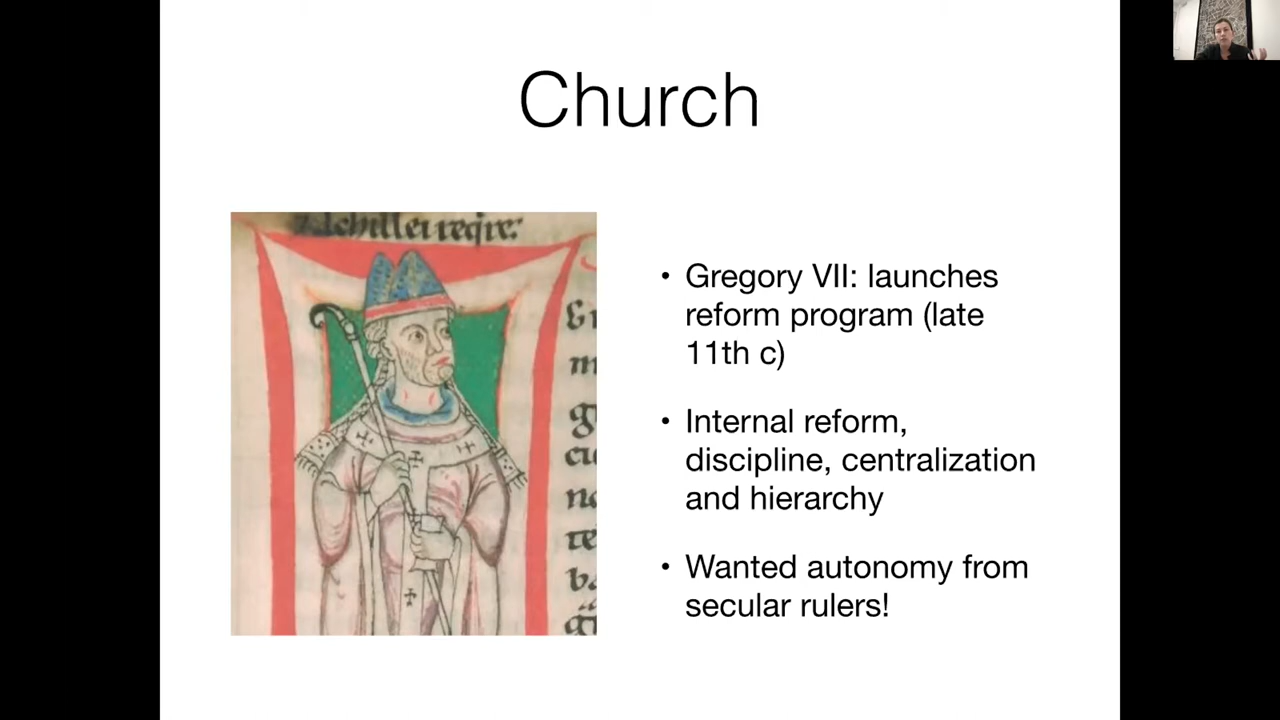 Church
• Gregory VII: launches
reform program (late
11th c)
• Internal reform,
discipline, centralization
and hierarchy
• Wanted autonomy from
secular rulers!